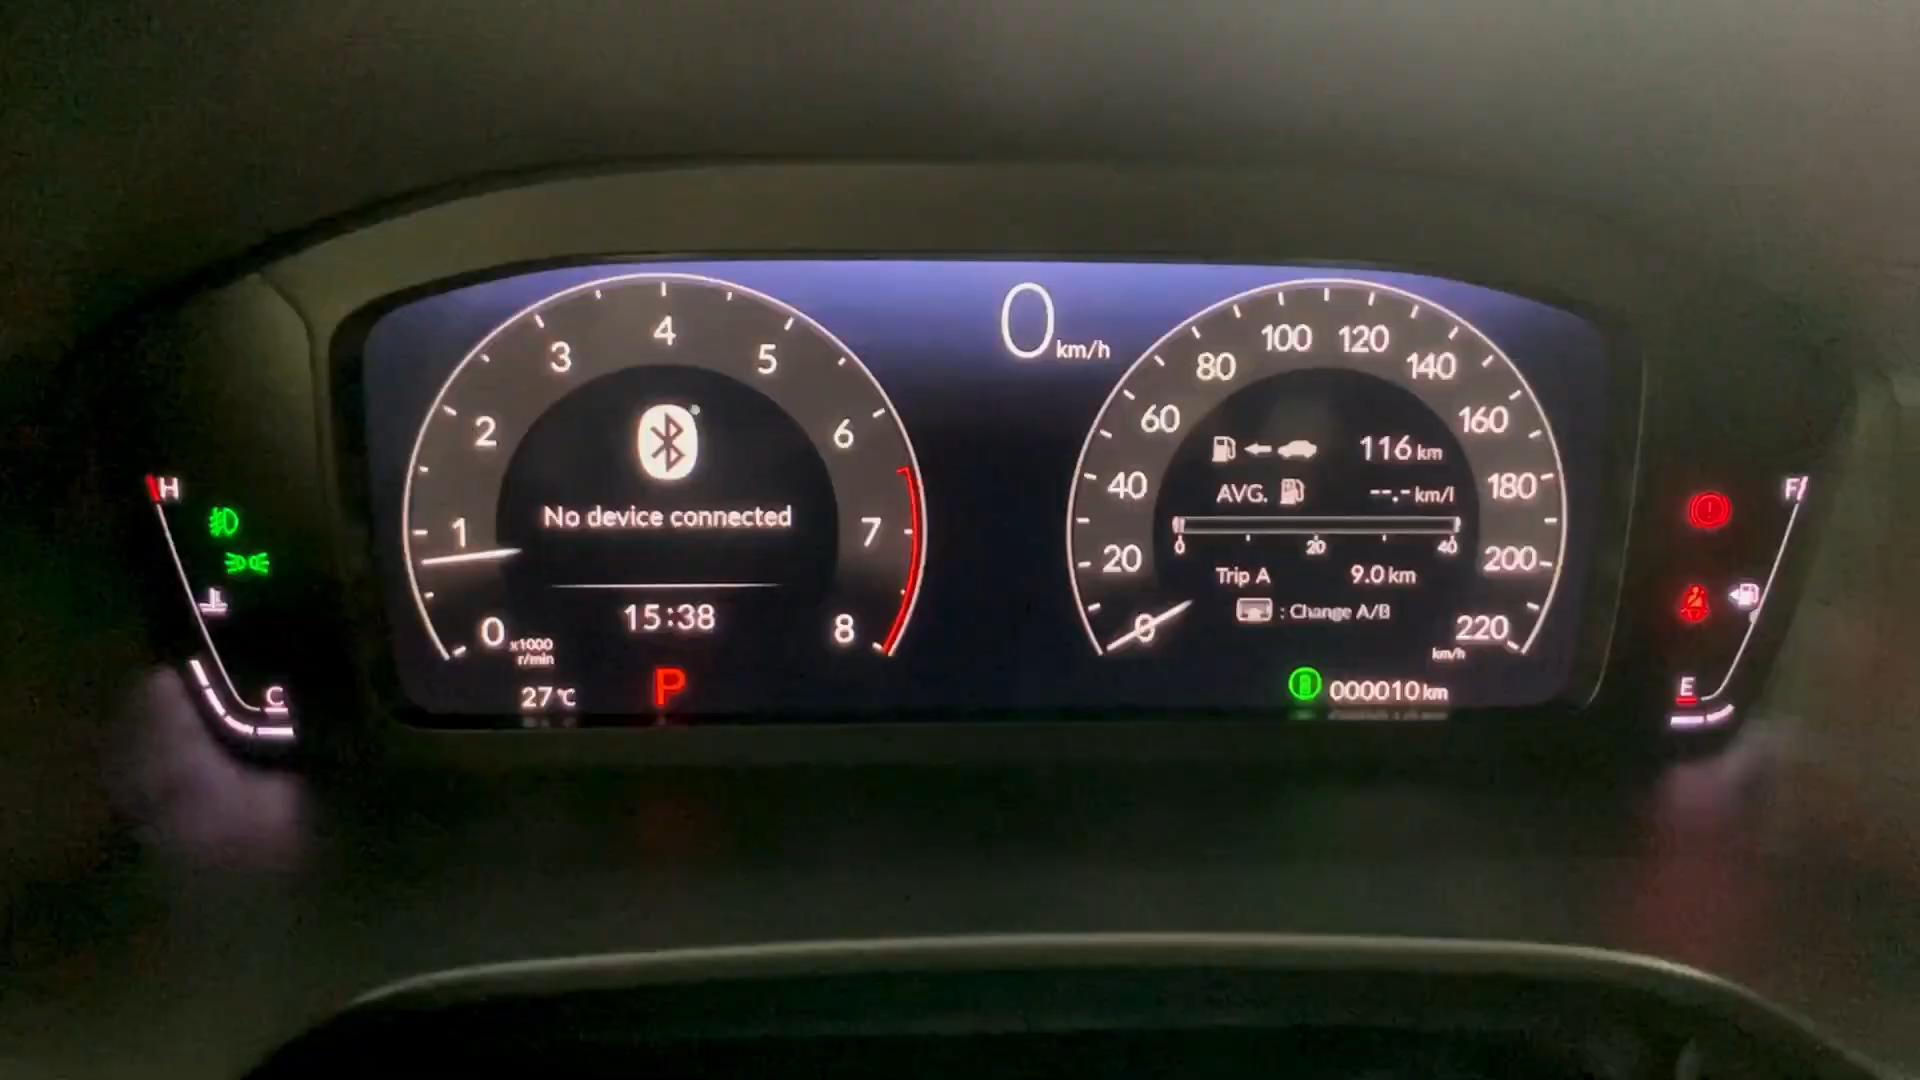 0 km/h
0
1
2
3
4
5
6
7
8
x1000
r/min
No device connected
15:38
27℃
P
H
C
0
20
40
60
80
100
120
140
160
180
200
220
km/h
116 km
AVG. --.- km/l
0 20 40
Trip A 9.0 km
: Change A/B
000010 km
F
E